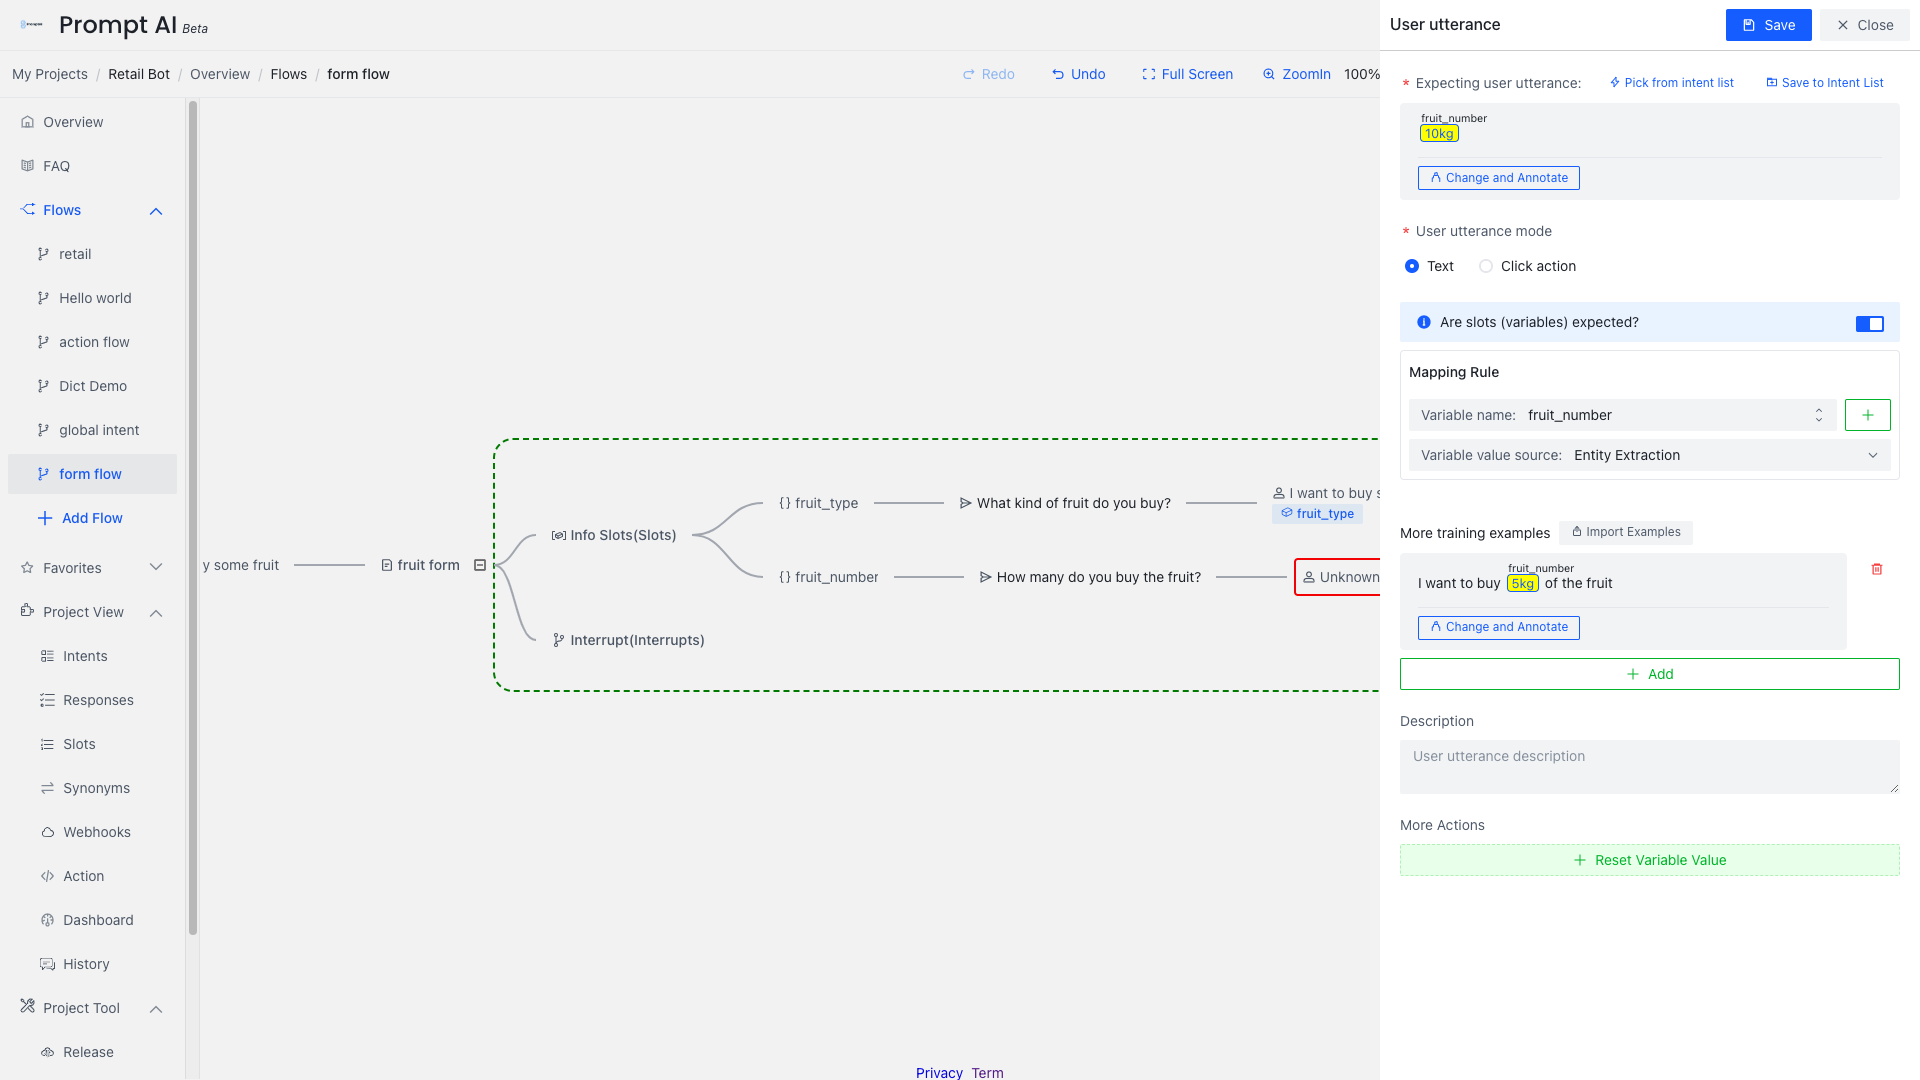 Prompt AI Beta
My Projects / Retail Bot / Overview / Flows / form flow
Redo
Undo
Full Screen
ZoomIn
100%
Overview
FAQ
Flows
retail
Hello world
action flow
Dict Demo
global intent
form flow
Add Flow
Favorites
Project View
Intents
Responses
Slots
Synonyms
Webhooks
Action
Dashboard
History
Project Tool
Release
y some fruit
fruit form
Info Slots(Slots)
Interrupt(Interrupts)
{} fruit_type
What kind of fruit do you buy?
I want to buy s
fruit_type
{} fruit_number
How many do you buy the fruit?
Unknown
Privacy Term
User utterance
Save
Close
* Expecting user utterance:
Pick from intent list
Save to Intent List
fruit_number
10kg
Change and Annotate
* User utterance mode
Text
Click action
Are slots (variables) expected?
Mapping Rule
Variable name: fruit_number
Variable value source: Entity Extraction
More training examples
Import Examples
fruit_number
I want to buy 5kg of the fruit
Change and Annotate
Add
Description
User utterance description
More Actions
Reset Variable Value